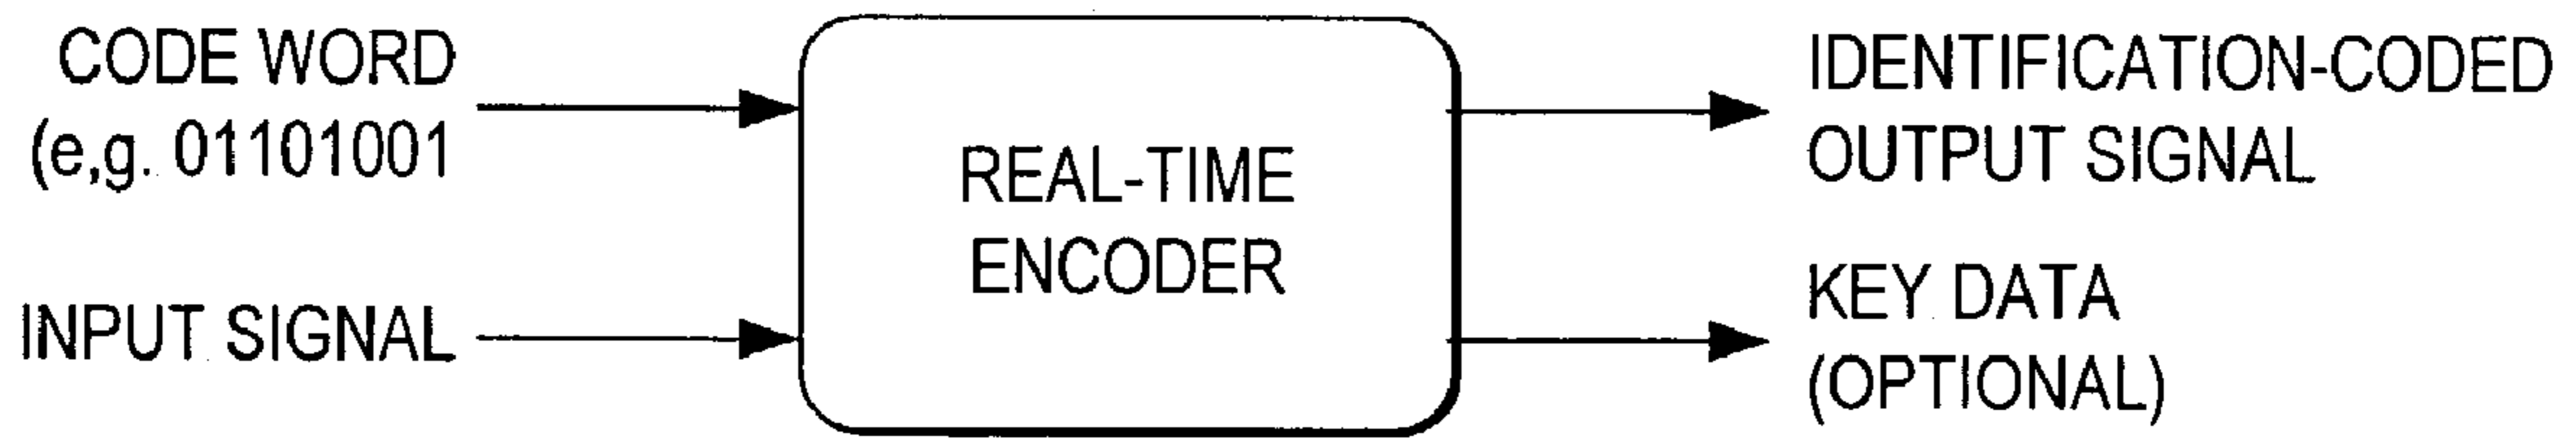 CODE WORD
(e,g. 01101001
INPUT SIGNAL
REAL-TIME
ENCODER
IDENTIFICATION-CODED
OUTPUT SIGNAL
KEY DATA
(OPTIONAL)